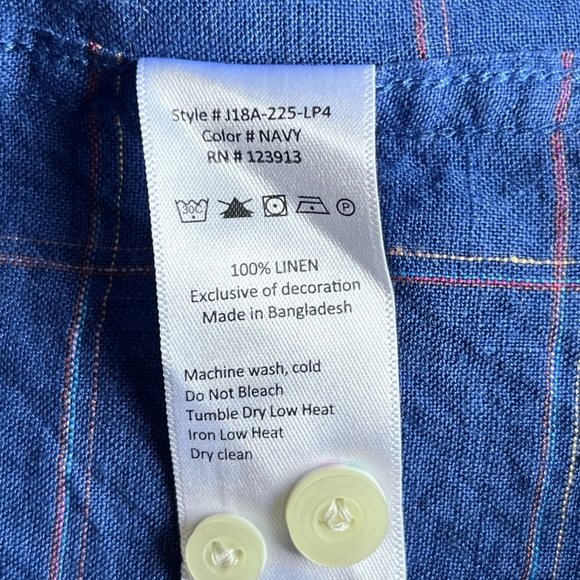 Style # J18A-225-LP4
Color # NAVY
RN # 123913
30C P
100% LINEN
Exclusive of decoration
Made in Bangladesh
Machine wash, cold
Do Not Bleach
Tumble Dry Low Heat
Iron Low Heat
Dry clean